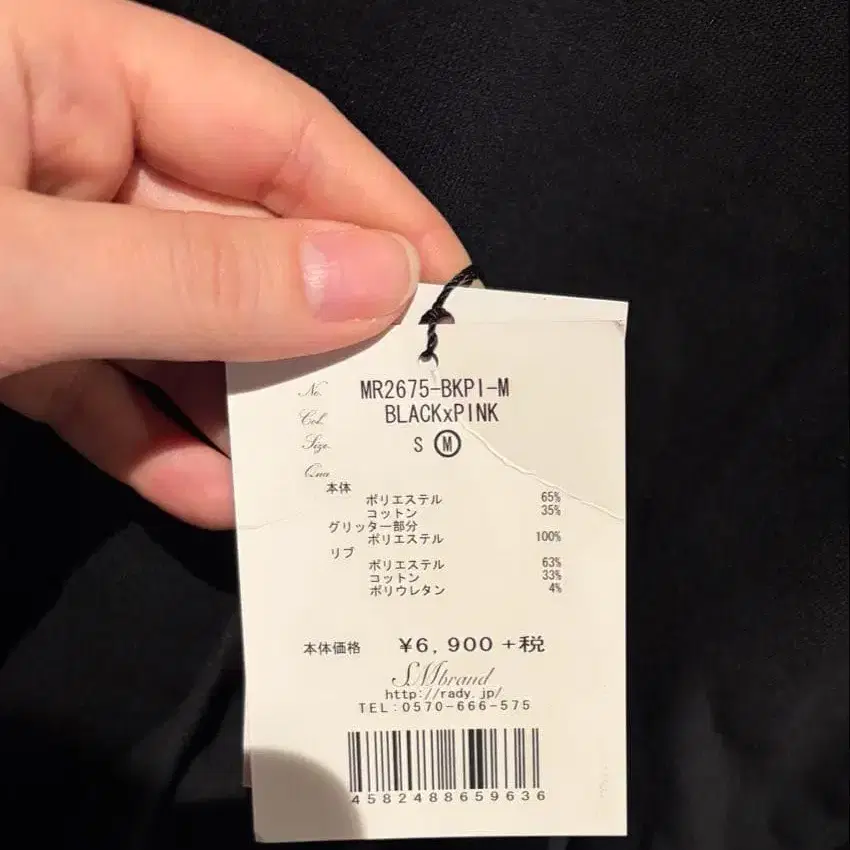 No. MR2675-BKPI-M
Col. BLACKxPINK
Size. S M
Qua
本体
ポリエステル 65%
コットン 35%
グリッター部分
ポリエステル 100%
リブ
ポリエステル 63%
コットン 33%
ポリウレタン 4%
本体価格 ¥6,900+税
SMbrand
http://rady.jp/
TEL:0570-666-575
4582488659636